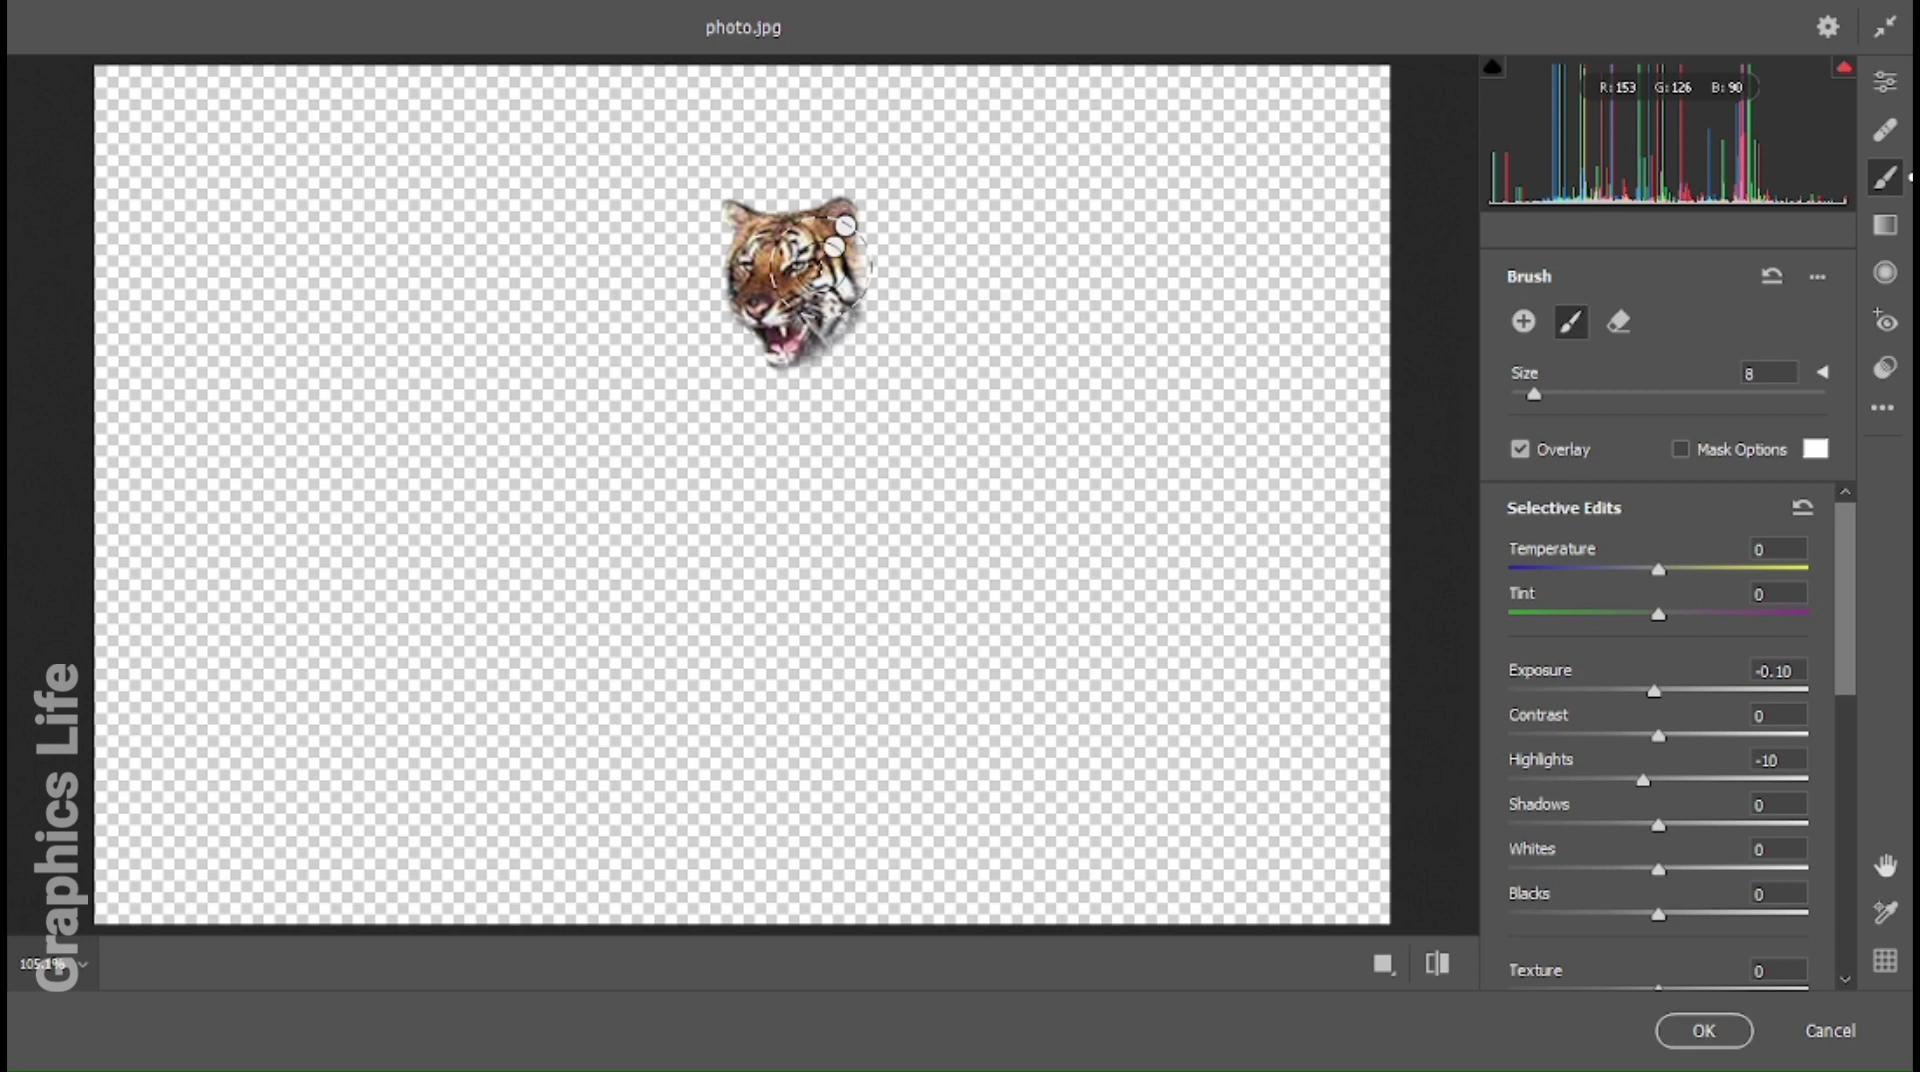 photo.jpg
R: 153 G: 126 B: 90
Brush
Size 8
Overlay Mask Options
Selective Edits
Temperature 0
Tint 0
Exposure -0.10
Contrast 0
Highlights -10
Shadows 0
Whites 0
Blacks 0
Texture 0
Graphics Life
105.1%
OK Cancel